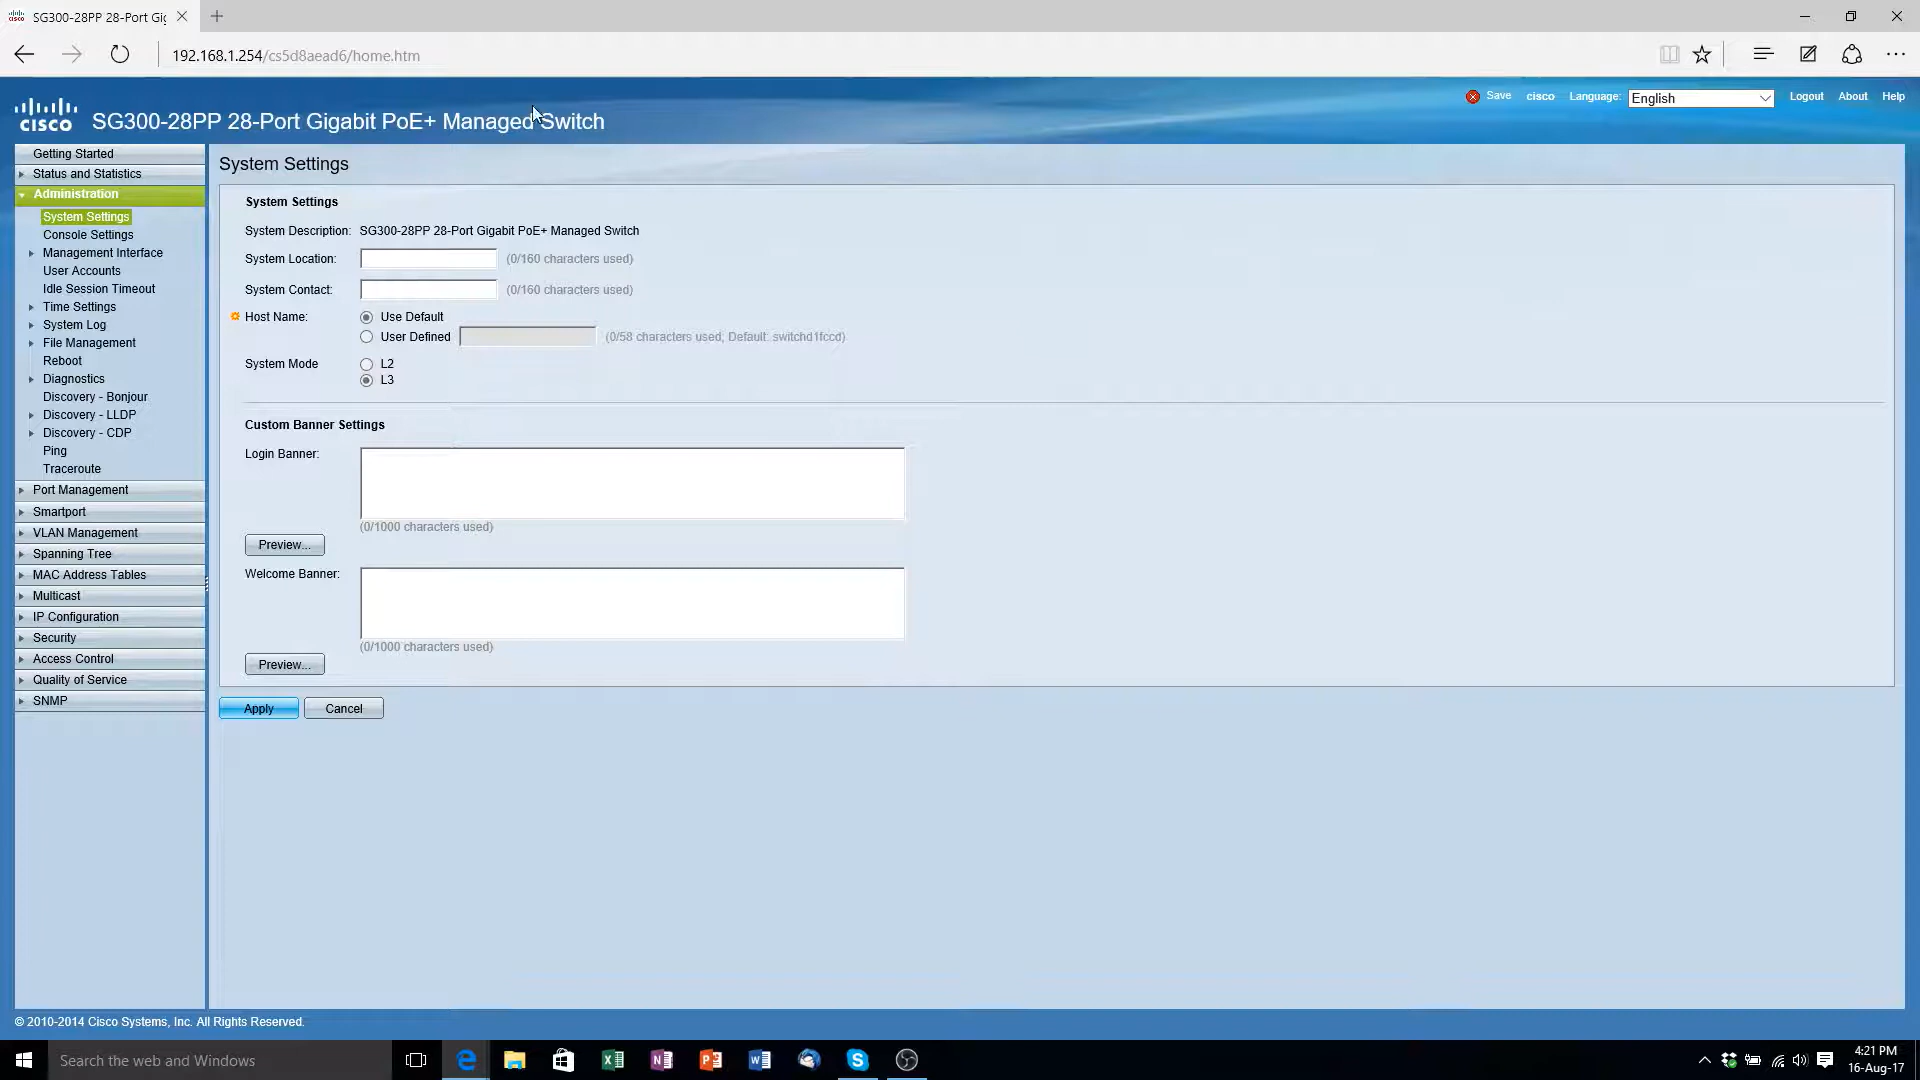 SG300-28PP 28-Port Gig
192.168.1.254/cs5d8aead6/home.htm
cisco
SG300-28PP 28-Port Gigabit PoE+ Managed Switch
Save
cisco
Language:
English
Logout
About
Help
Getting Started
Status and Statistics
Administration
System Settings
Console Settings
Management Interface
User Accounts
Idle Session Timeout
Time Settings
System Log
File Management
Reboot
Diagnostics
Discovery - Bonjour
Discovery - LLDP
Discovery - CDP
Ping
Traceroute
Port Management
Smartport
VLAN Management
Spanning Tree
MAC Address Tables
Multicast
IP Configuration
Security
Access Control
Quality of Service
SNMP
System Settings
System Settings
System Description: SG300-28PP 28-Port Gigabit PoE+ Managed Switch
System Location: (0/160 characters used)
System Contact: (0/160 characters used)
Host Name: Use Default
User Defined (0/58 characters used; Default: switchd1fccd)
System Mode L2
L3
Custom Banner Settings
Login Banner:
(0/1000 characters used)
Preview...
Welcome Banner:
(0/1000 characters used)
Preview...
Apply Cancel
© 2010-2014 Cisco Systems, Inc. All Rights Reserved.
Search the web and Windows
4:21 PM
16-Aug-17